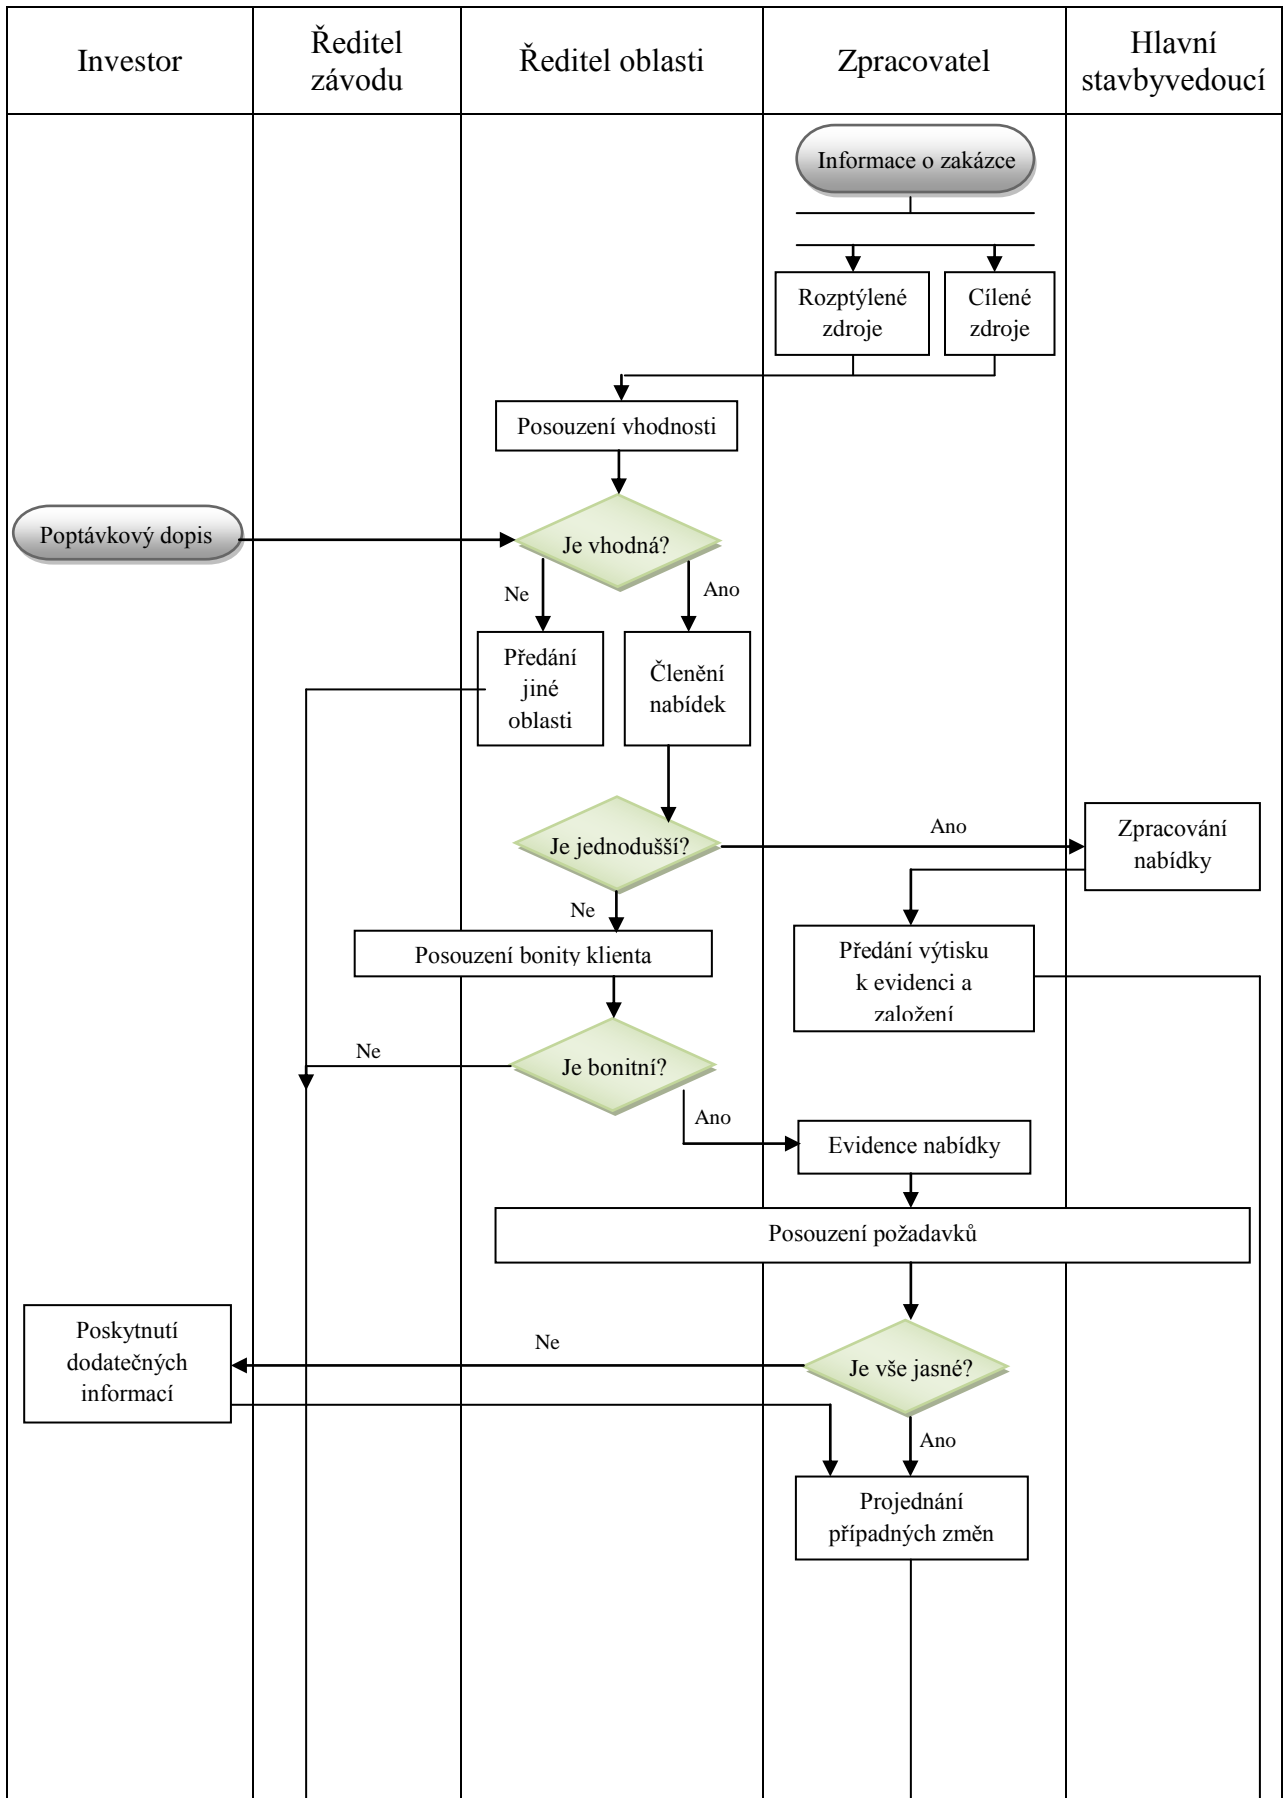 Investor
Ředitel
závodu
Ředitel oblasti
Zpracovatel
Hlavní
stavbyvedoucí
Informace o zakázce
Rozptýlené
zdroje
Cílené
zdroje
Posouzení vhodnosti
Poptávkový dopis
Je vhodná?
Ne
Ano
Předání
jiné
oblasti
Členění
nabídek
Je jednodušší?
Ano
Zpracování
nabídky
Ne
Posouzení bonity klienta
Předání výtisku
k evidenci a
založení
Ne
Je bonitní?
Ano
Evidence nabídky
Posouzení požadavků
Poskytnutí
dodatečných
informací
Ne
Je vše jasné?
Ano
Projednání
případných změn